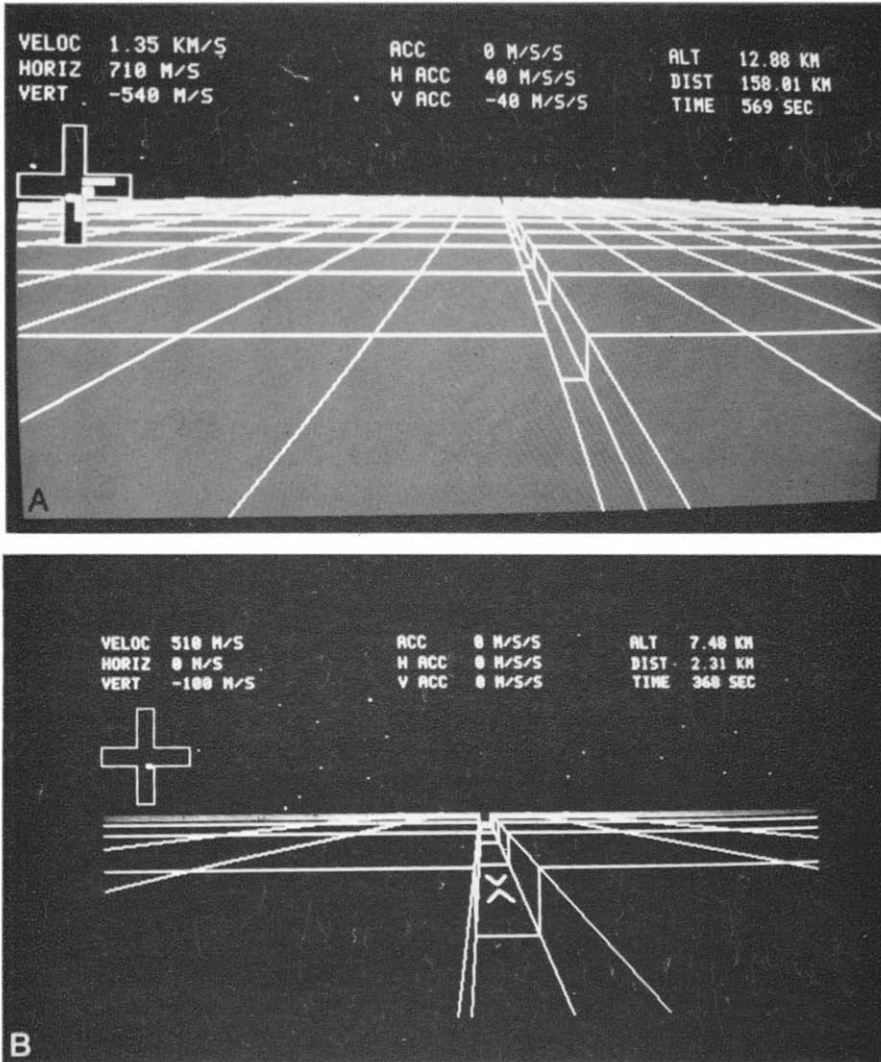 VELOC 1.35 KM/S ACC 0 M/S/S ALT 12.88 KM
HORIZ 710 M/S H ACC 40 M/S/S DIST 158.01 KM
VERT -540 M/S V ACC -40 M/S/S TIME 569 SEC
A
VELOC 510 M/S ACC 0 M/S/S ALT 7.48 KM
HORIZ 0 M/S H ACC 0 M/S/S DIST 2.31 KM
VERT -100 M/S V ACC 0 M/S/S TIME 368 SEC
B